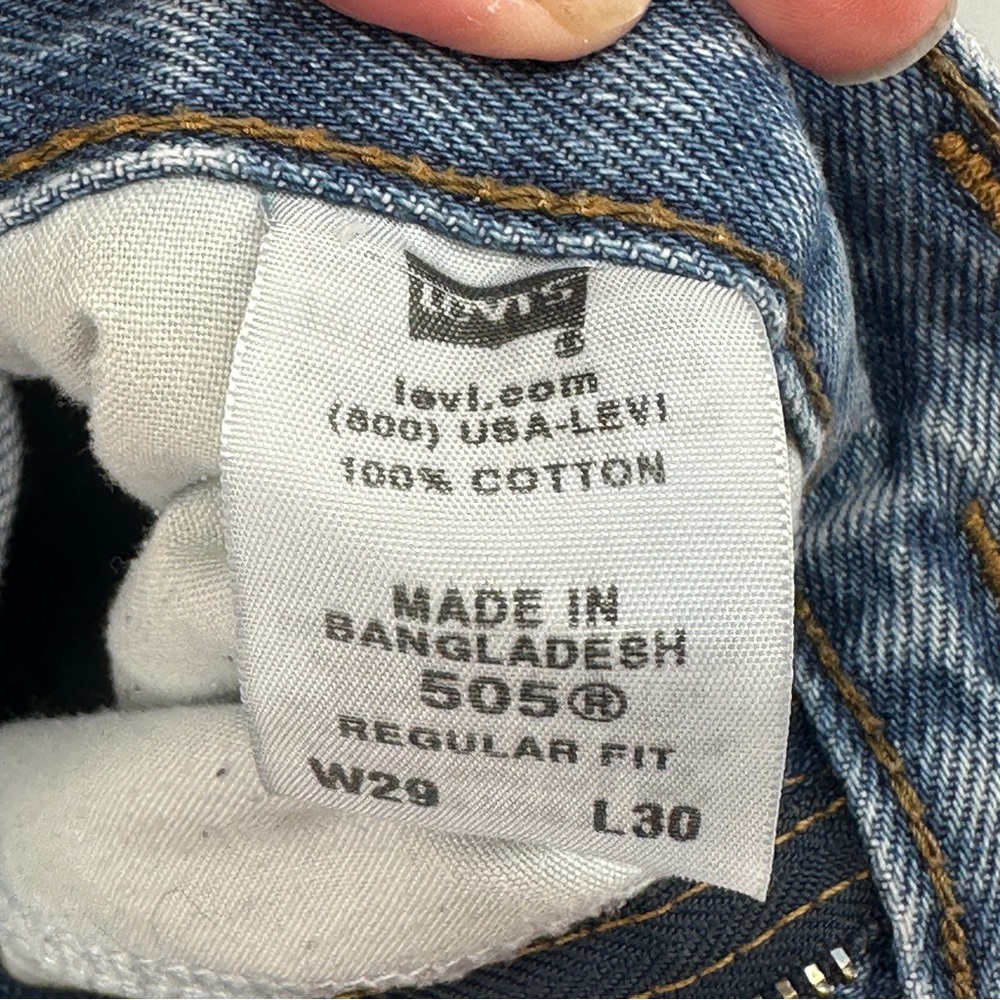 LEVI'S
®
levi.com
(800) USA-LEVI
100% COTTON
MADE IN
BANGLADESH
505®
REGULAR FIT
W29 L30